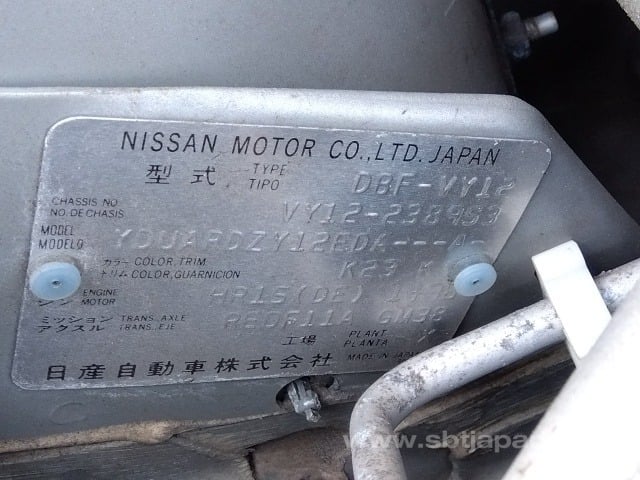 NISSAN MOTOR CO.,LTD. JAPAN
型式 TYPE TIPO DBF-VY12
CHASSIS NO NO.DE CHASIS VY12-238953
MODEL MODELO
カラー COLOR, TRIM トリム COLOR, GUARNICION K23
ENGINE MOTOR HR15(DE)
ミッション TRANS., AXLE アクスル TRANS., EJE
工場 PLANT PLANTA
日産自動車株式会社 MADE IN JAPAN
www.sbtjapan